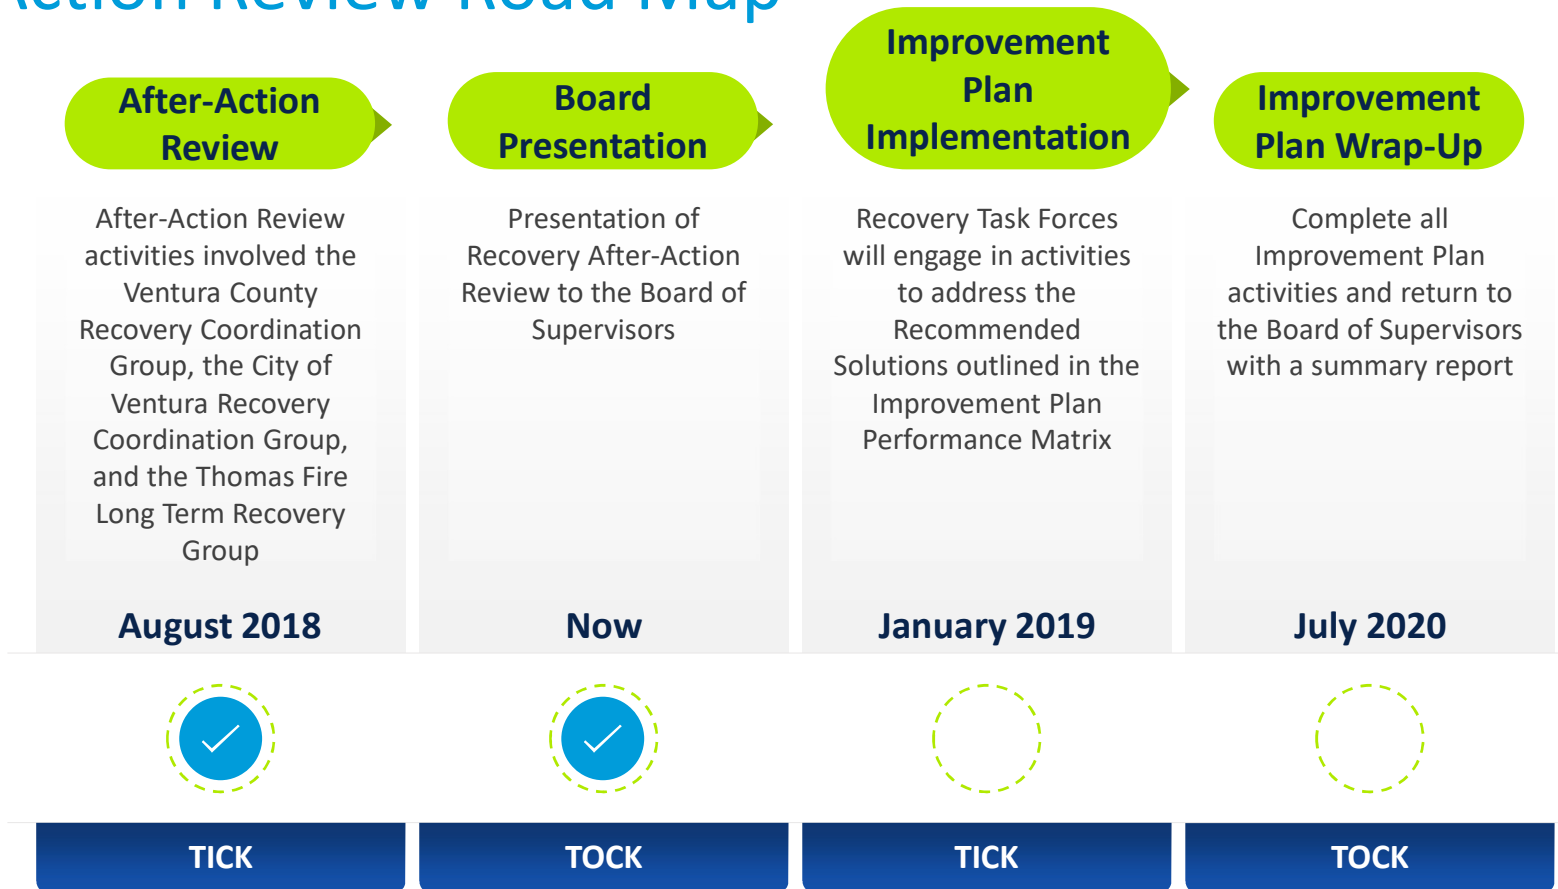 Action Review Road Map
After-Action
Review
After-Action Review
activities involved the
Ventura County
Recovery Coordination
Group, the City of
Ventura Recovery
Coordination Group,
and the Thomas Fire
Long Term Recovery
Group
August 2018
TICK
Board
Presentation
Presentation of
Recovery After-Action
Review to the Board of
Supervisors
Now
TOCK
Improvement
Plan
Implementation
Recovery Task Forces
will engage in activities
to address the
Recommended
Solutions outlined in the
Improvement Plan
Performance Matrix
January 2019
TICK
Improvement
Plan Wrap-Up
Complete all
Improvement Plan
activities and return to
the Board of Supervisors
with a summary report
July 2020
TOCK